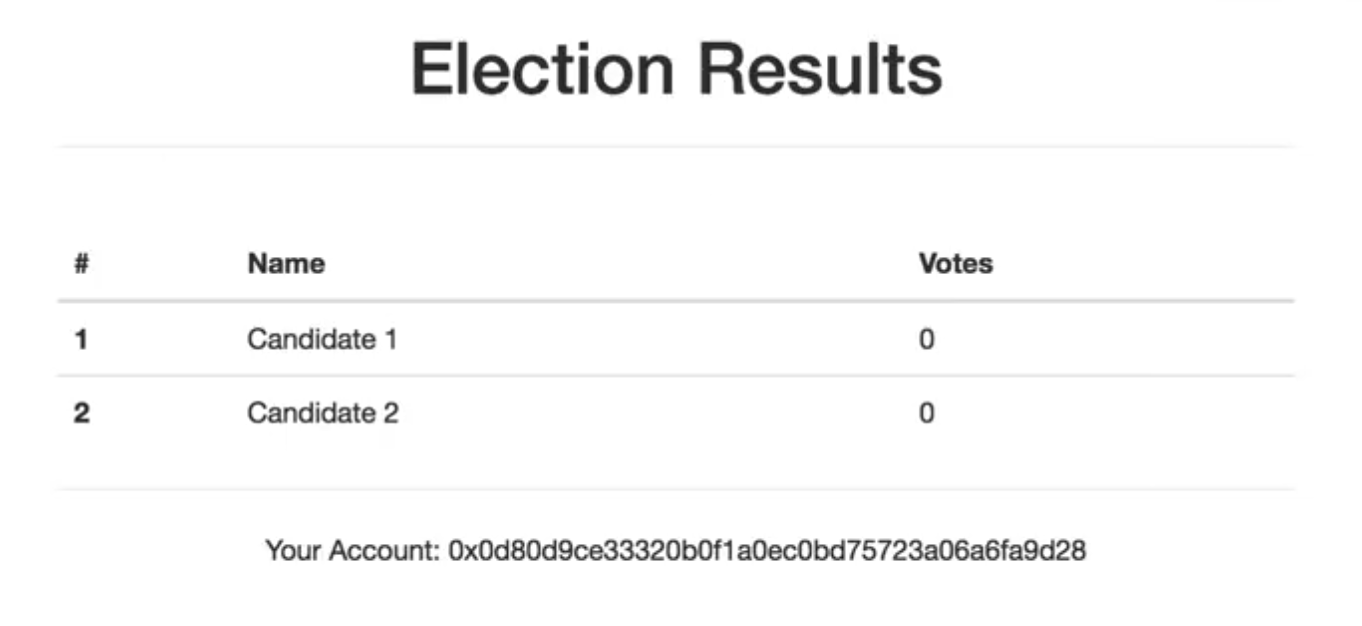 Election Results
# Name Votes
1 Candidate 1 0
2 Candidate 2 0
Your Account: 0x0d80d9ce33320b0f1a0ec0bd75723a06a6fa9d28